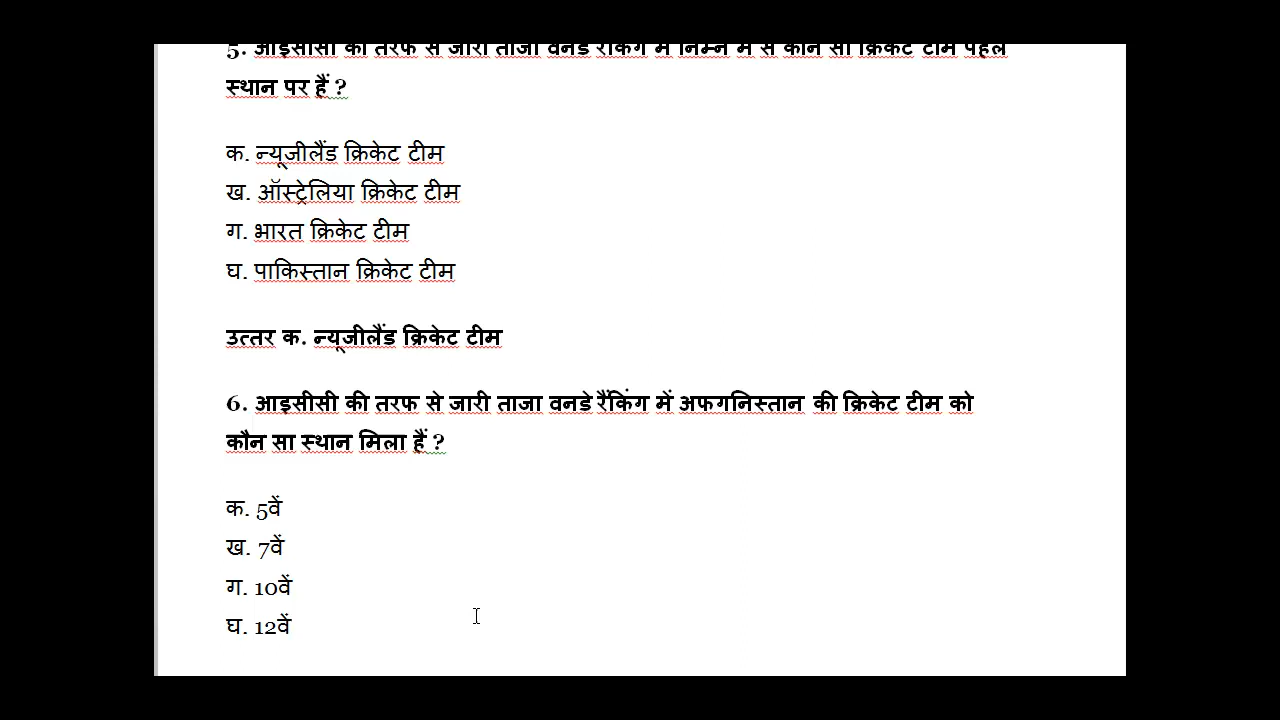 5. आइसीसी की तरफ से जारी ताजा वनडे रैंकिंग में निम्न में से कौन सी क्रिकेट टीम पहले
स्थान पर हैं ?
क. न्यूजीलैंड क्रिकेट टीम
ख. ऑस्ट्रेलिया क्रिकेट टीम
ग. भारत क्रिकेट टीम
घ. पाकिस्तान क्रिकेट टीम
उत्तर क. न्यूजीलैंड क्रिकेट टीम
6. आइसीसी की तरफ से जारी ताजा वनडे रैंकिंग में अफगनिस्तान की क्रिकेट टीम को
कौन सा स्थान मिला हैं ?
क. 5वें
ख. 7वें
ग. 10वें
घ. 12वें